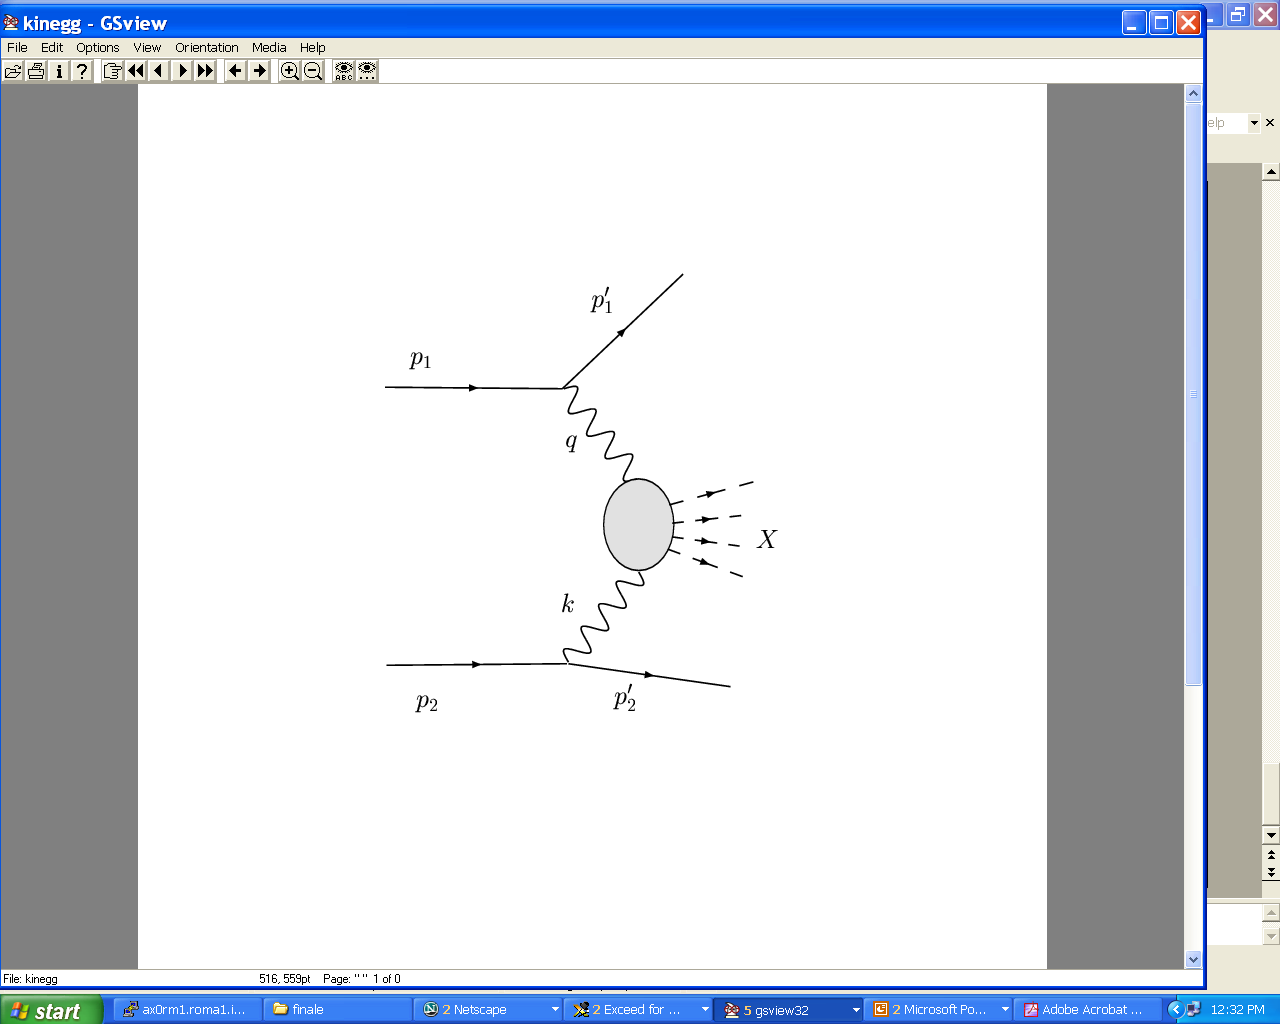 kinegg - GSview
File Edit Options View Orientation Media Help
elp
p′₁
p₁
q
X
k
p₂
p′₂
File: kinegg 516, 559pt Page: " " 1 of 0
start ax0rm1.roma1.i... finale 2 Netscape 2 Exceed for ... 5 gsview32 2 Microsoft Po... Adobe Acrobat ... 12:32 PM